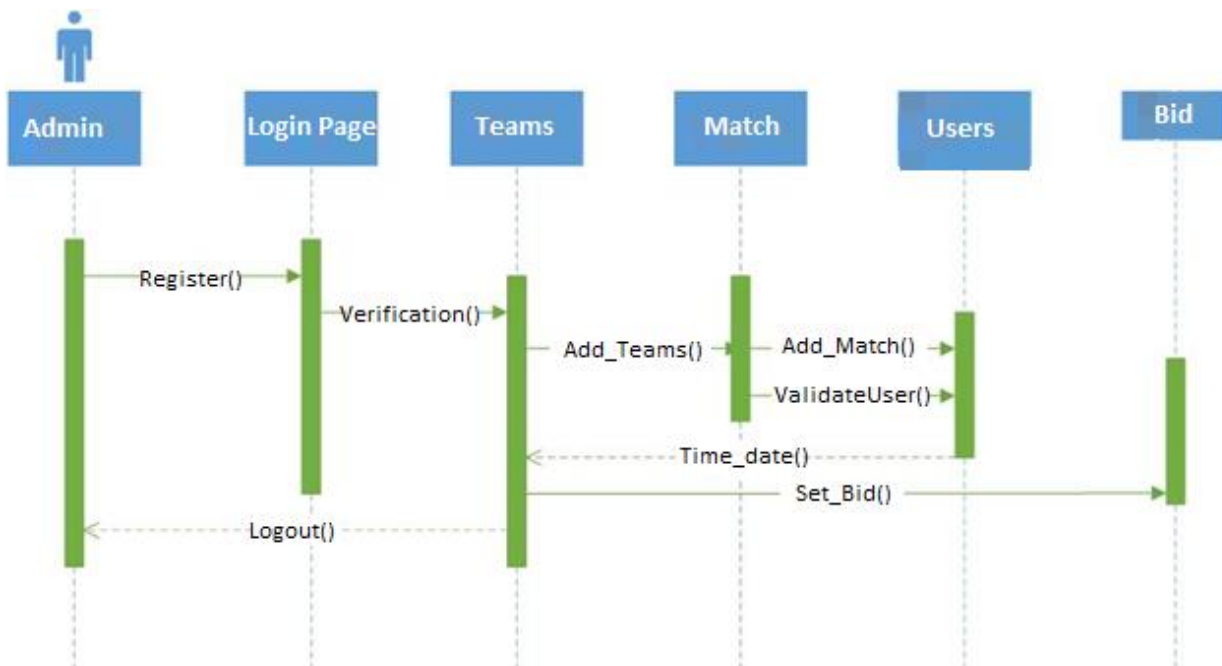 Admin
Login Page
Teams
Match
Users
Bid
Register()
Verification()
Add_Teams()
Add_Match()
ValidateUser()
Time_date()
Set_Bid()
Logout()